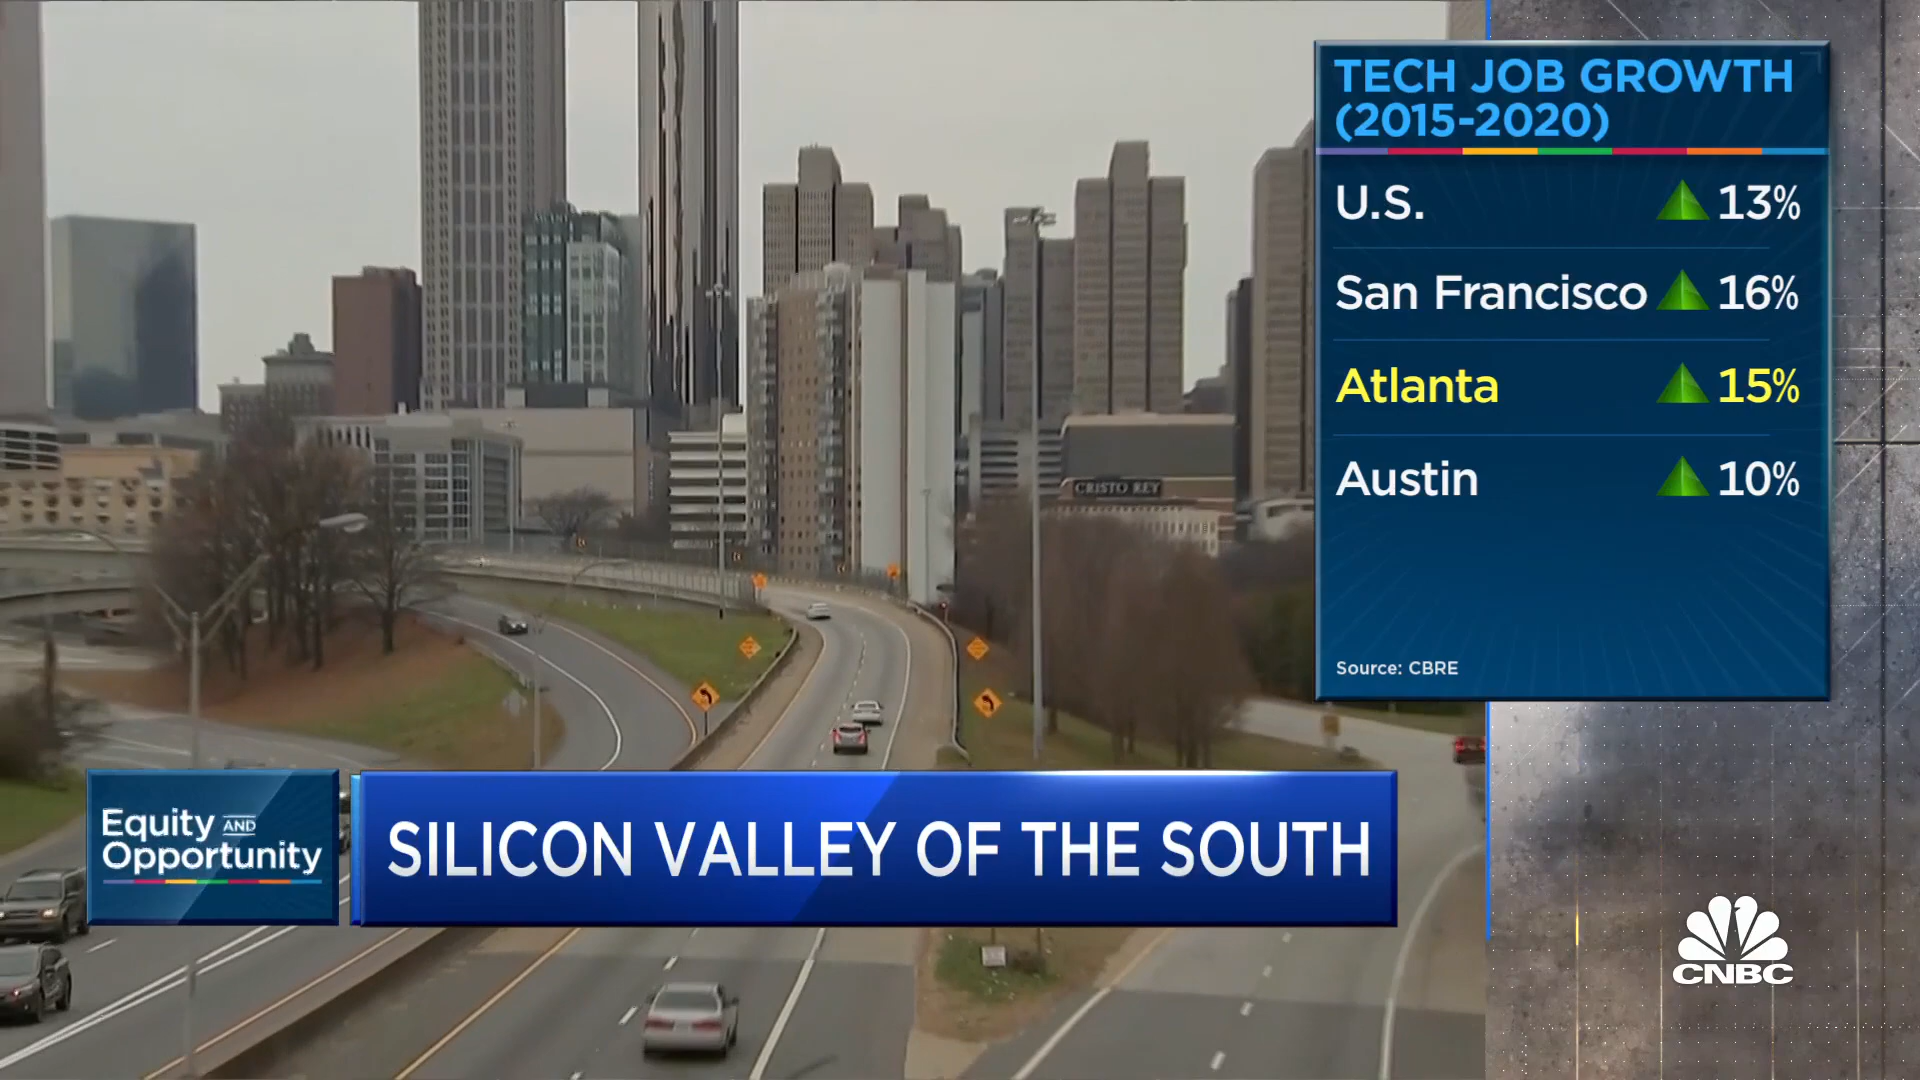 TECH JOB GROWTH
(2015-2020)
U.S. 13%
San Francisco 16%
Atlanta 15%
Austin 10%
Source: CBRE
CRISTO REY
Equity AND
Opportunity
SILICON VALLEY OF THE SOUTH
CNBC